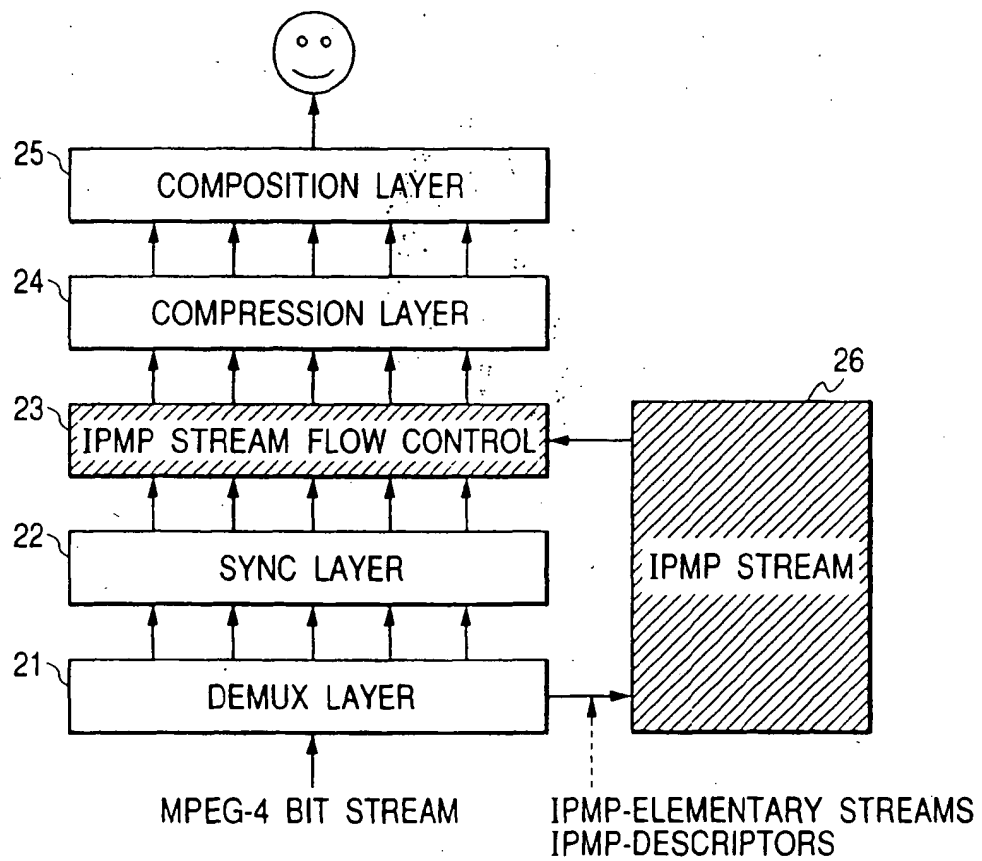 25
COMPOSITION LAYER
24
COMPRESSION LAYER
26
23
IPMP STREAM FLOW CONTROL
22
SYNC LAYER
IPMP STREAM
21
DEMUX LAYER
MPEG-4 BIT STREAM
IPMP-ELEMENTARY STREAMS
IPMP-DESCRIPTORS